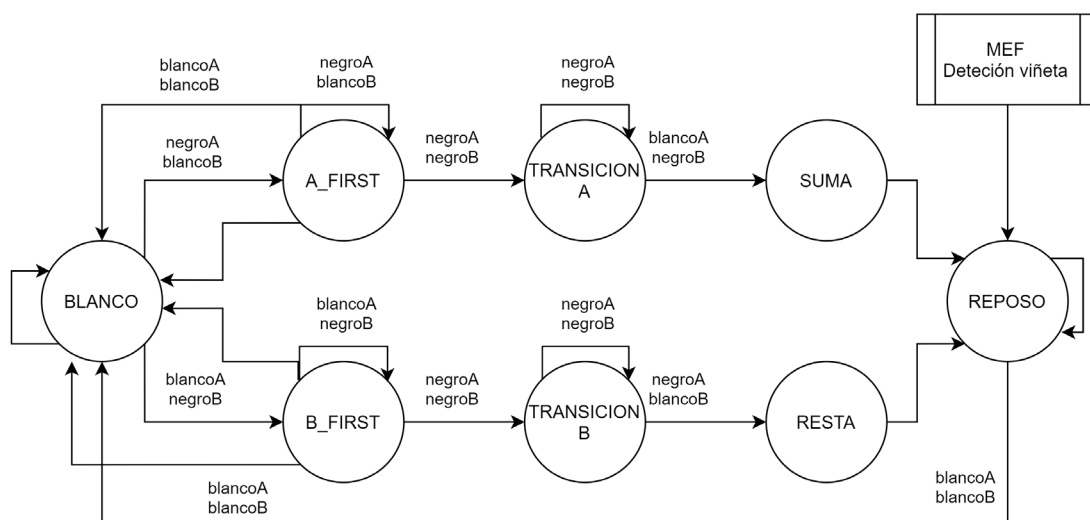 MEF
Deteción viñeta
blancoA
blancoB
negroA
blancoB
negroA
negroB
negroA
blancoB
negroA
negroB
blancoA
negroB
A_FIRST
TRANSICION
A
SUMA
BLANCO
REPOSO
blancoA
negroB
negroA
negroB
blancoA
negroB
negroA
negroB
negroA
blancoB
B_FIRST
TRANSICION
B
RESTA
blancoA
blancoB
blancoA
blancoB